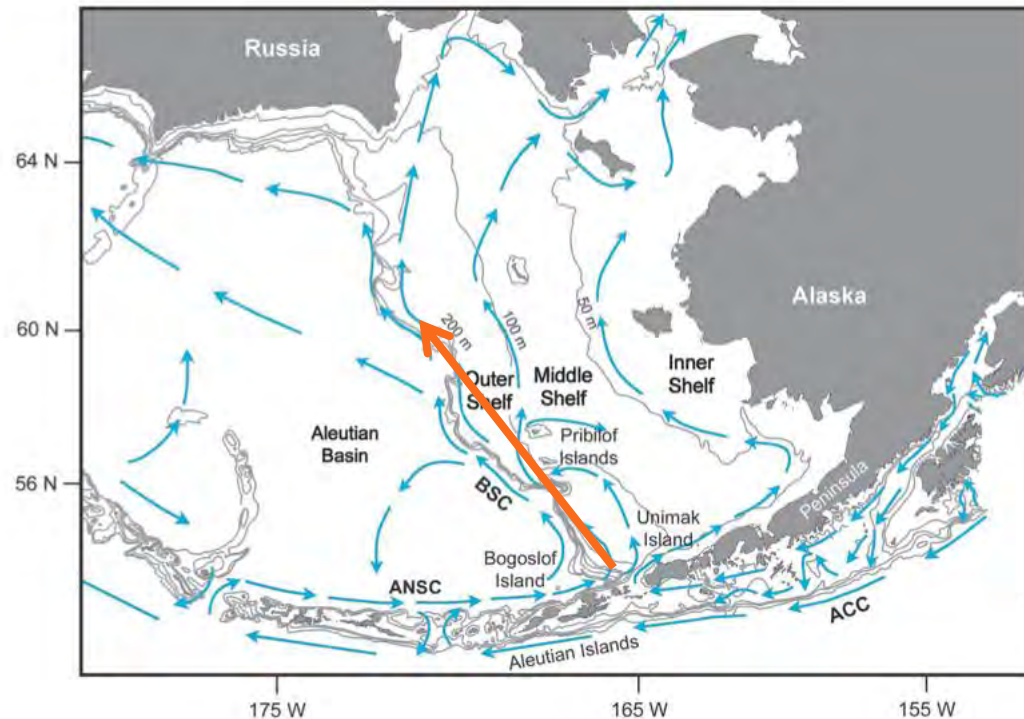 Russia
64 N
Alaska
60 N
200 m
100 m
50 m
Outer
Shelf
Middle
Shelf
Inner
Shelf
Aleutian
Basin
Pribilof
Islands
56 N
BSC
Peninsula
Unimak
Island
Bogoslof
Island
ANSC
ACC
Aleutian Islands
175 W
165 W
155 W